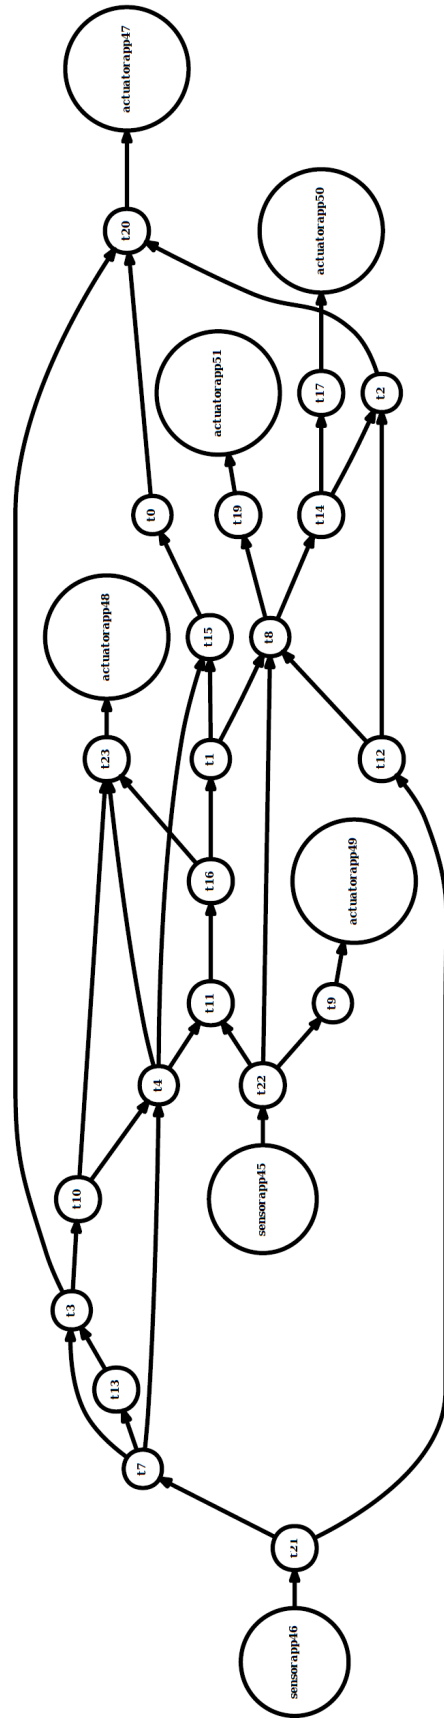 actuatorapp47
t20
actuatorapp50
actuatorapp51
t17
t2
t0
t19
t14
actuatorapp48
t15
t8
t23
t1
t12
t16
actuatorapp49
t11
t9
t4
t22
t10
sensorapp45
t3
t13
t7
t21
sensorapp46